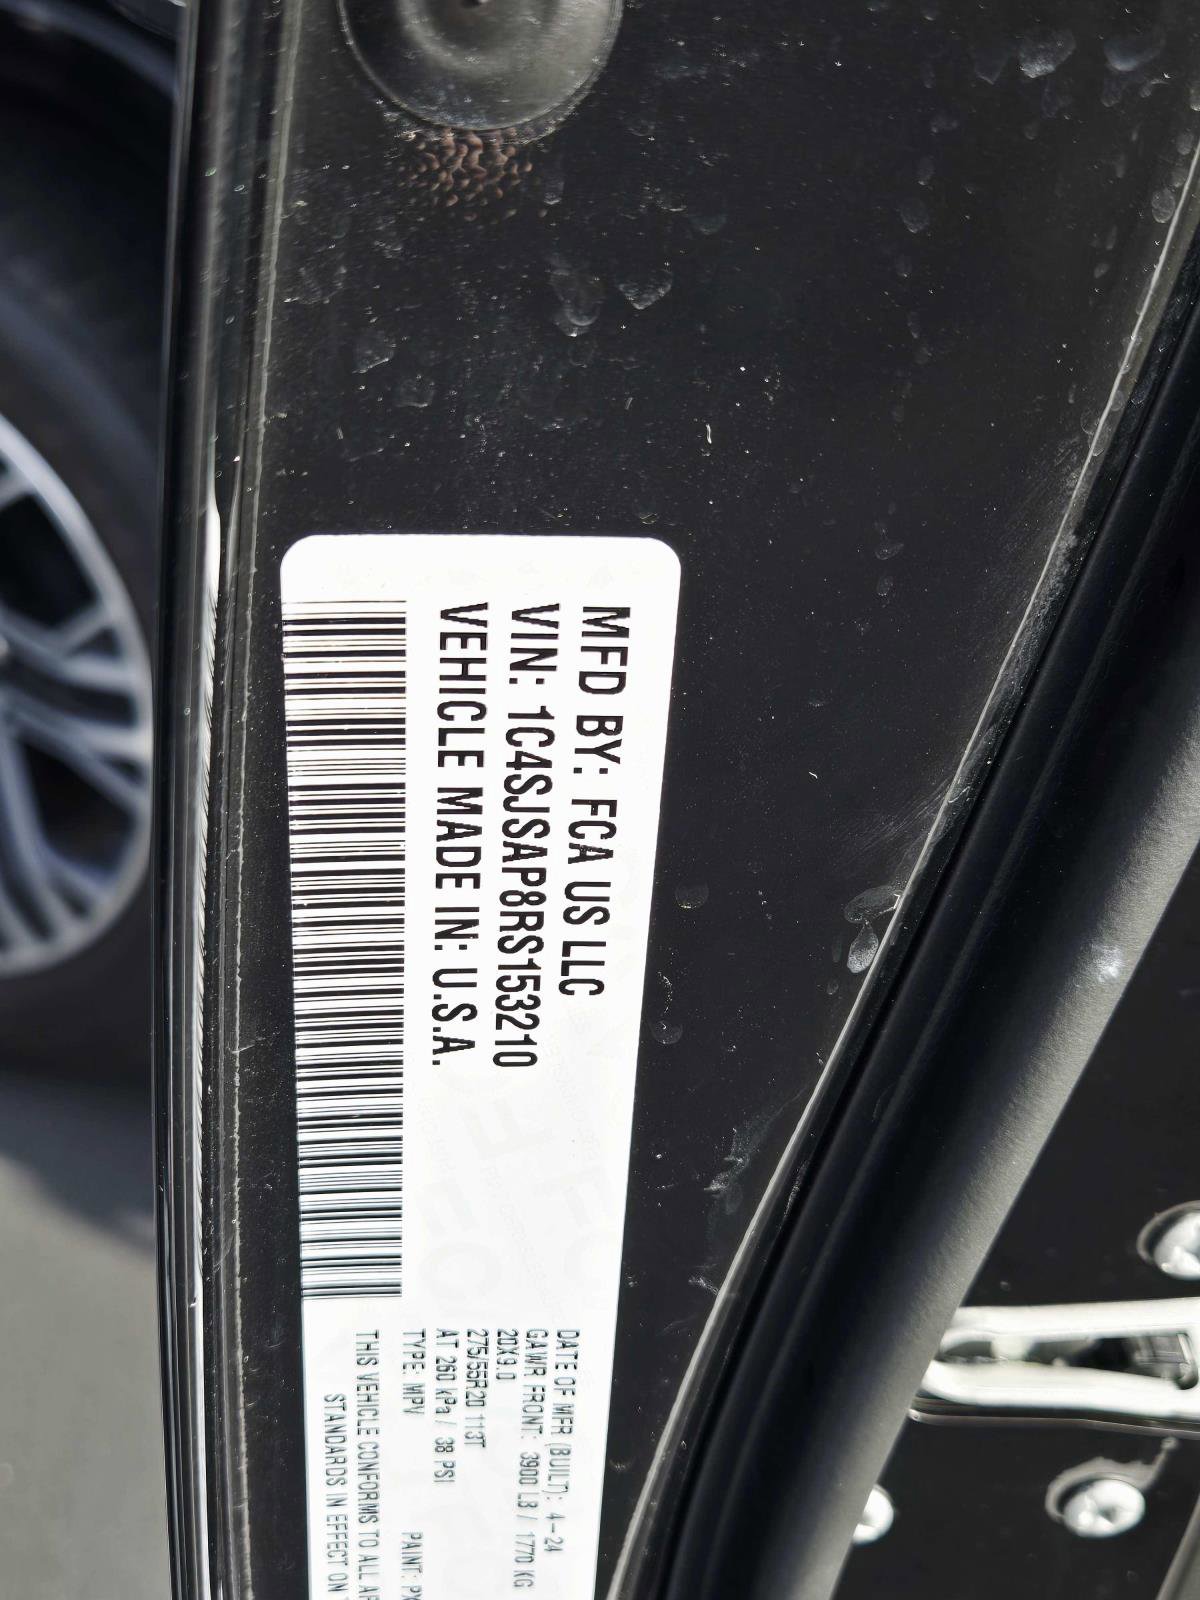 MFD BY: FCA US LLC
VIN: 1C4SJSAP8RS153210
VEHICLE MADE IN: U.S.A.
DATE OF MFR (BUILT): 4-24
GAWR FRONT: 3900 LB / 1770 KG
20X9.0
275/55R20 113T
AT 260 kPa / 38 PSI
TYPE: MPV PAINT: PX
THIS VEHICLE CONFORMS TO ALL
STANDARDS IN EFFECT ON